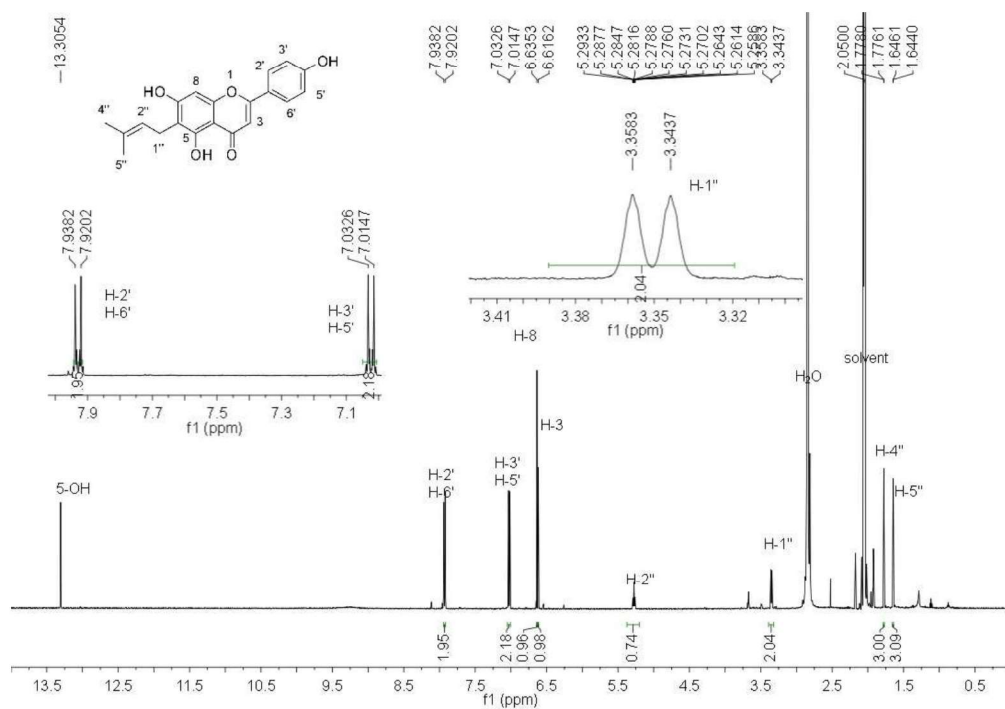 —13.3054
7.9382
7.9202
7.0326
7.0147
6.6353
6.6162
5.2933
5.2877
5.2847
5.2816
5.2788
5.2760
5.2731
5.2702
5.2643
5.2614
5.2586
3.3583
3.3437
2.0500
1.7780
1.7761
1.6461
1.6440
OH
3'
2'
8
1
5'
HO
O
6'
4''
2''
3
5
1''
5''
OH
O
3.3583
3.3437
H-1''
2.04
3.41 3.38 3.35 3.32
f1 (ppm)
7.9382
7.9202
7.0326
7.0147
H-2'
H-6'
H-3'
H-5'
1.95
2.18
7.9 7.7 7.5 7.3 7.1
f1 (ppm)
H-8
solvent
H2O
H-3
H-4''
5-OH
H-2'
H-6'
H-3'
H-5'
H-5''
H-1''
H-2''
1.95
2.18
0.96
0.98
0.74
2.04
3.00
3.09
13.5 12.5 11.5 10.5 9.5 8.5 7.5 6.5 5.5 4.5 3.5 2.5 1.5 0.5
f1 (ppm)